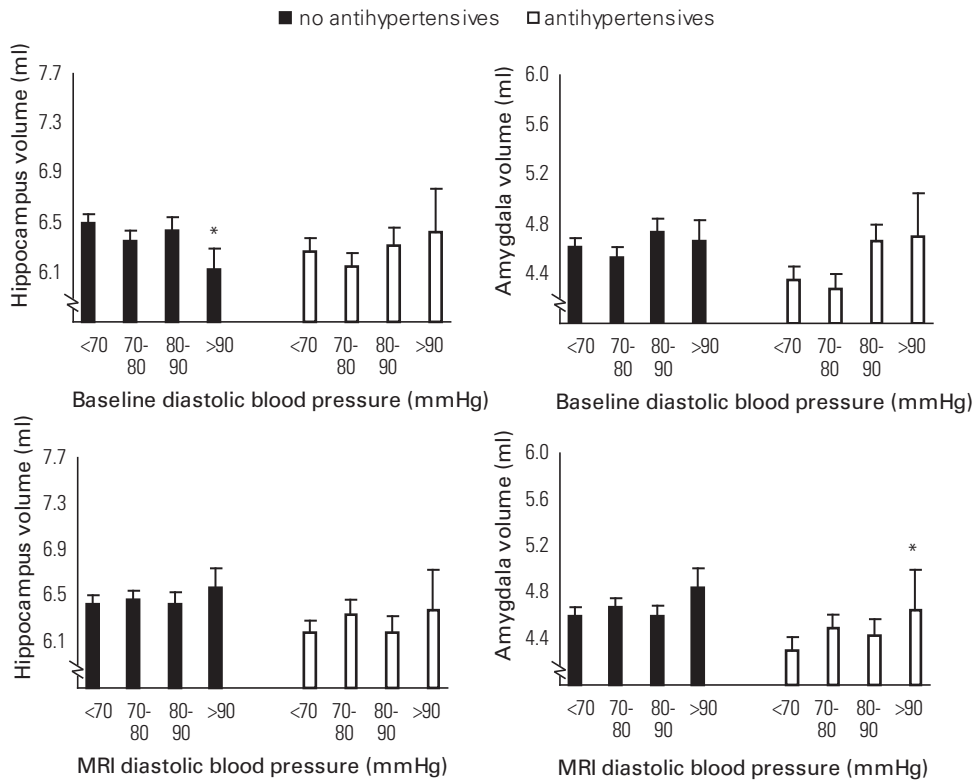 no antihypertensives antihypertensives
Hippocampus volume (ml)
7.7
7.3
6.9
6.5
6.1
*
<70 70-80 80-90 >90 <70 70-80 80-90 >90
Baseline diastolic blood pressure (mmHg)
Amygdala volume (ml)
6.0
5.6
5.2
4.8
4.4
<70 70-80 80-90 >90 <70 70-80 80-90 >90
Baseline diastolic blood pressure (mmHg)
Hippocampus volume (ml)
7.7
7.3
6.9
6.5
6.1
<70 70-80 80-90 >90 <70 70-80 80-90 >90
MRI diastolic blood pressure (mmHg)
Amygdala volume (ml)
6.0
5.6
5.2
4.8
4.4
*
<70 70-80 80-90 >90 <70 70-80 80-90 >90
MRI diastolic blood pressure (mmHg)